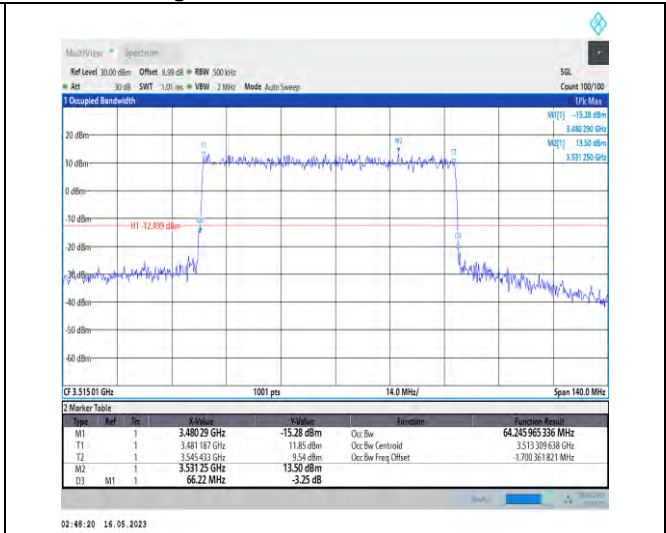 MultiView Spectrum
Ref Level 30.00 dBm Offset 8.99 dB RBW 500 kHz SGL
Att 30 dB SWT 1.01 ms VBW 2 MHz Mode Auto Sweep Count 100/100
1 Occupied Bandwidth 1Pk Max
M1[1] -15.28 dBm
3.480 290 GHz
M2[1] 13.50 dBm
3.531 250 GHz
20 dBm
M2
T1
T2
10 dBm
0 dBm
-10 dBm
H1 -12.499 dBm
M1
D3
-20 dBm
-30 dBm
-40 dBm
-50 dBm
-60 dBm
CF 3.515 01 GHz 1001 pts 14.0 MHz/ Span 140.0 MHz
2 Marker Table
Type Ref Trc X-Value Y-Value Function Function Result
M1 1 3.480 29 GHz -15.28 dBm Occ Bw 64.245 965 336 MHz
T1 1 3.481 187 GHz 11.85 dBm Occ Bw Centroid 3.513 309 638 GHz
T2 1 3.545 433 GHz 9.54 dBm Occ Bw Freq Offset -1.700 361 821 MHz
M2 1 3.531 25 GHz 13.50 dBm
D3 M1 1 66.22 MHz -3.25 dB
02:48:20 16.05.2023